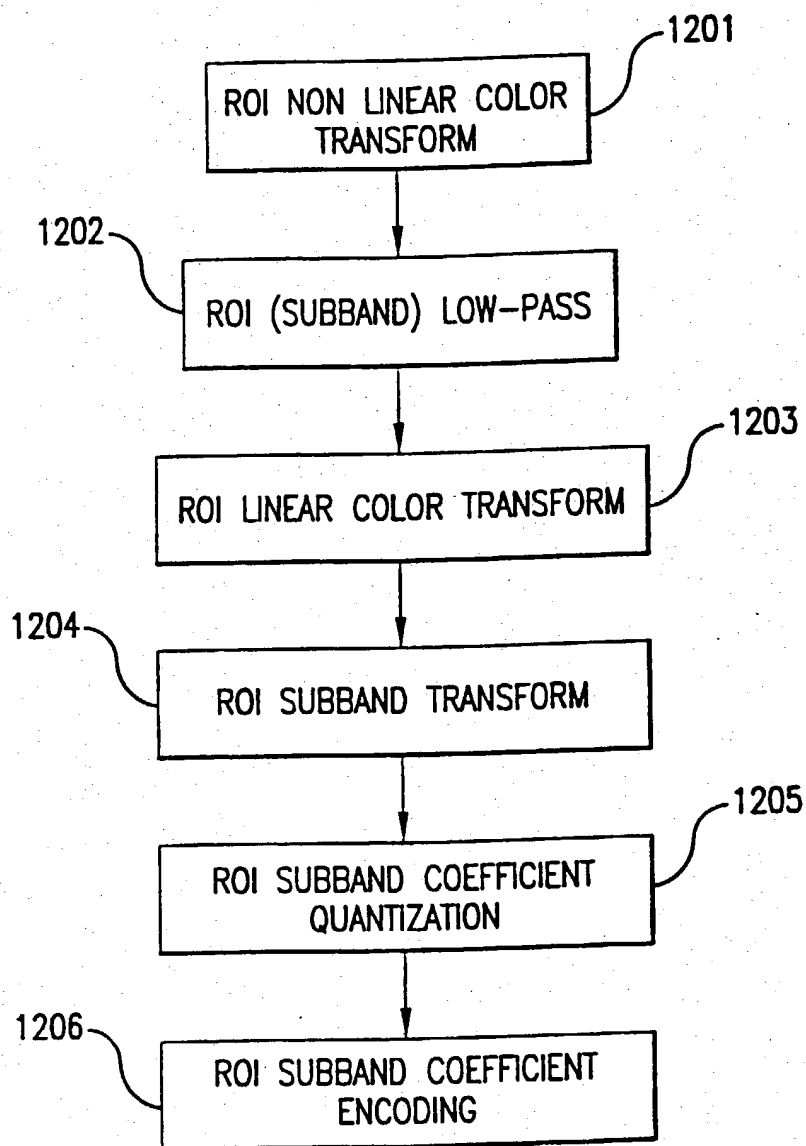 1201
ROI NON LINEAR COLOR
TRANSFORM
1202
ROI (SUBBAND) LOW-PASS
1203
ROI LINEAR COLOR TRANSFORM
1204
ROI SUBBAND TRANSFORM
1205
ROI SUBBAND COEFFICIENT
QUANTIZATION
1206
ROI SUBBAND COEFFICIENT
ENCODING